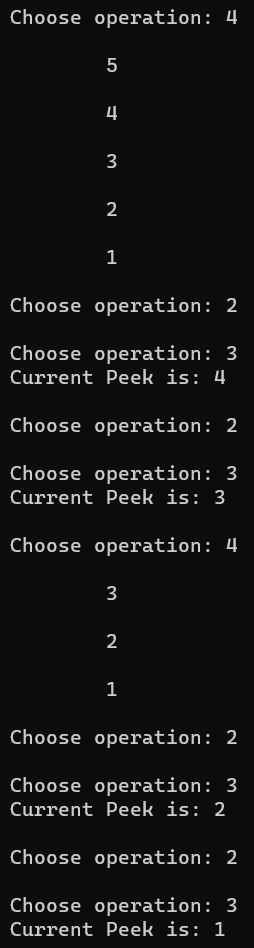 Choose operation: 4
5
4
3
2
1
Choose operation: 2
Choose operation: 3
Current Peek is: 4
Choose operation: 2
Choose operation: 3
Current Peek is: 3
Choose operation: 4
3
2
1
Choose operation: 2
Choose operation: 3
Current Peek is: 2
Choose operation: 2
Choose operation: 3
Current Peek is: 1